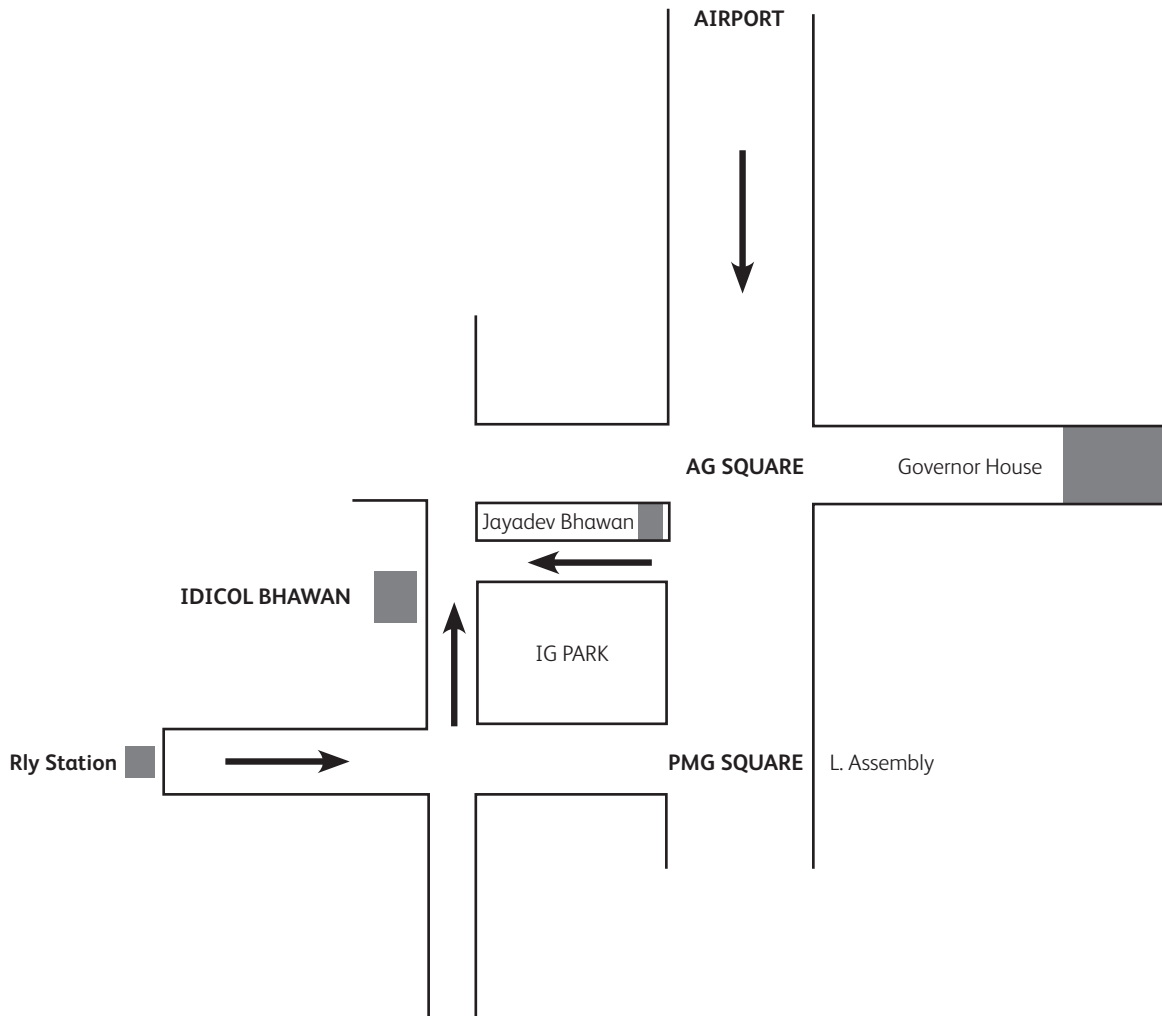 AIRPORT
AG SQUARE
Governor House
Jayadev Bhawan
IDICOL BHAWAN
IG PARK
Rly Station
PMG SQUARE
L. Assembly